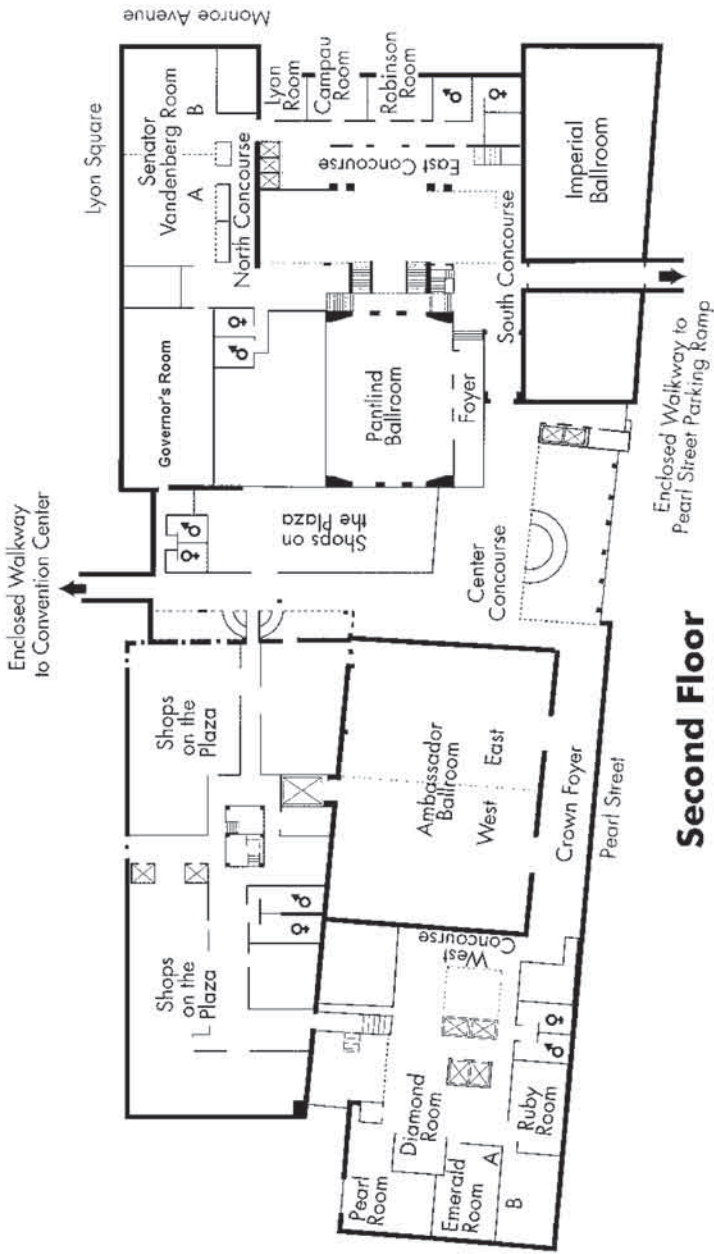 Enclosed Walkway
to Convention Center
Lyon Square
Monroe Avenue
Shops
on the
Plaza
Shops
on the
Plaza
Governor's Room
Senator
Vandenberg Room
A
B
North Concourse
Lyon
Room
Campau
Room
Robinson
Room
East Concourse
Shops on
the Plaza
Pantlind
Ballroom
Foyer
South Concourse
Imperial
Ballroom
Pearl
Room
Diamond
Room
Emerald
Room
A
B
Ruby
Room
West
Concourse
Ambassador
Ballroom
West
East
Crown Foyer
Center
Concourse
Pearl Street
Enclosed Walkway to
Pearl Street Parking Ramp
Second Floor